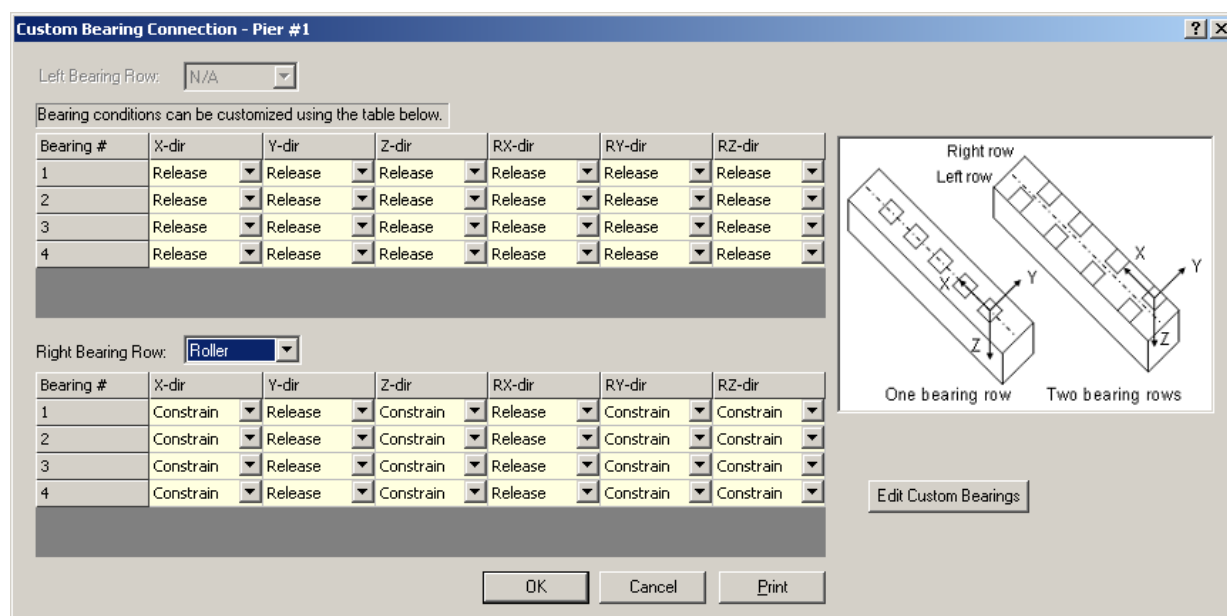 Custom Bearing Connection - Pier #1
Left Bearing Row: N/A
Bearing conditions can be customized using the table below.
Bearing # X-dir Y-dir Z-dir RX-dir RY-dir RZ-dir
1 Release Release Release Release Release Release
2 Release Release Release Release Release Release
3 Release Release Release Release Release Release
4 Release Release Release Release Release Release
Right Bearing Row: Roller
Bearing # X-dir Y-dir Z-dir RX-dir RY-dir RZ-dir
1 Constrain Release Constrain Release Constrain Constrain
2 Constrain Release Constrain Release Constrain Constrain
3 Constrain Release Constrain Release Constrain Constrain
4 Constrain Release Constrain Release Constrain Constrain
Right row
Left row
X Y Z
X Y Z
One bearing row Two bearing rows
Edit Custom Bearings
OK Cancel Print